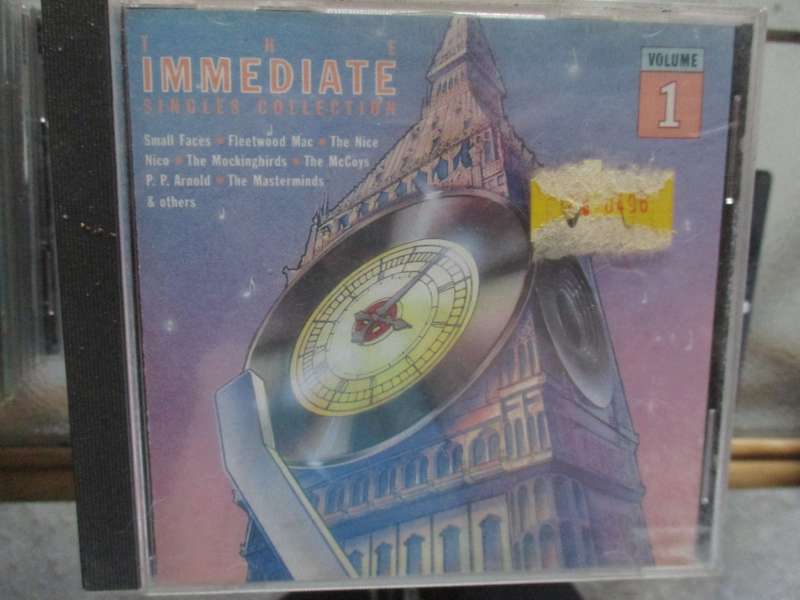 THE
IMMEDIATE
SINGLES COLLECTION
Small Faces • Fleetwood Mac • The Nice
Nico • The Mockingbirds • The McCoys
P. P. Arnold • The Masterminds
& others
VOLUME
1